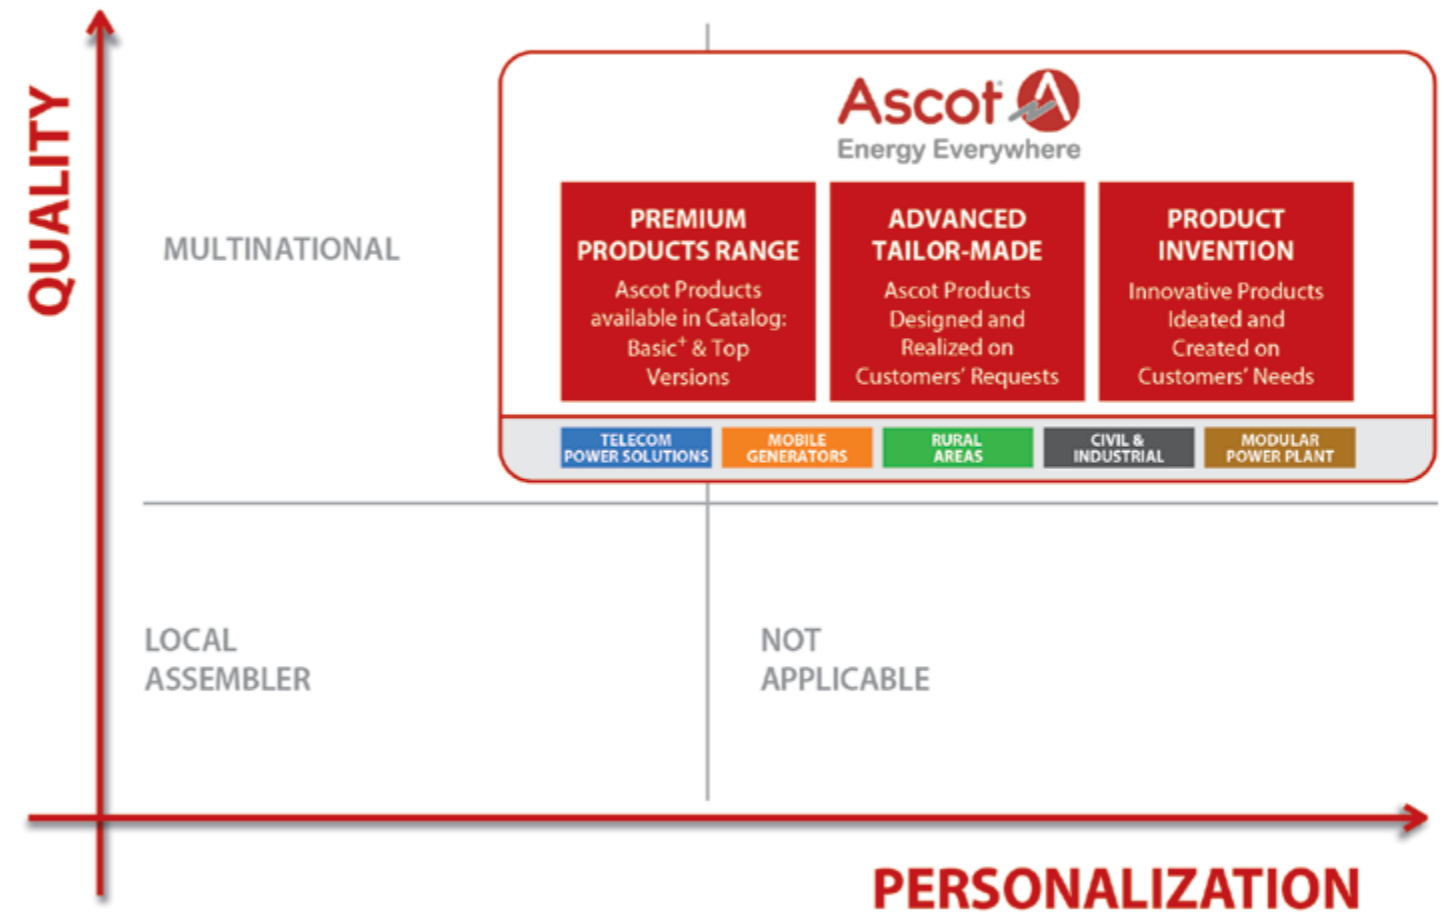 QUALITY
Ascot
Energy Everywhere
MULTINATIONAL
PREMIUM
PRODUCTS RANGE
Ascot Products
available in Catalog:
Basic⁺ & Top
Versions
ADVANCED
TAILOR-MADE
Ascot Products
Designed and
Realized on
Customers' Requests
PRODUCT
INVENTION
Innovative Products
Ideated and
Created on
Customers' Needs
TELECOM
POWER SOLUTIONS
MOBILE
GENERATORS
RURAL
AREAS
CIVIL &
INDUSTRIAL
MODULAR
POWER PLANT
LOCAL
ASSEMBLER
NOT
APPLICABLE
PERSONALIZATION